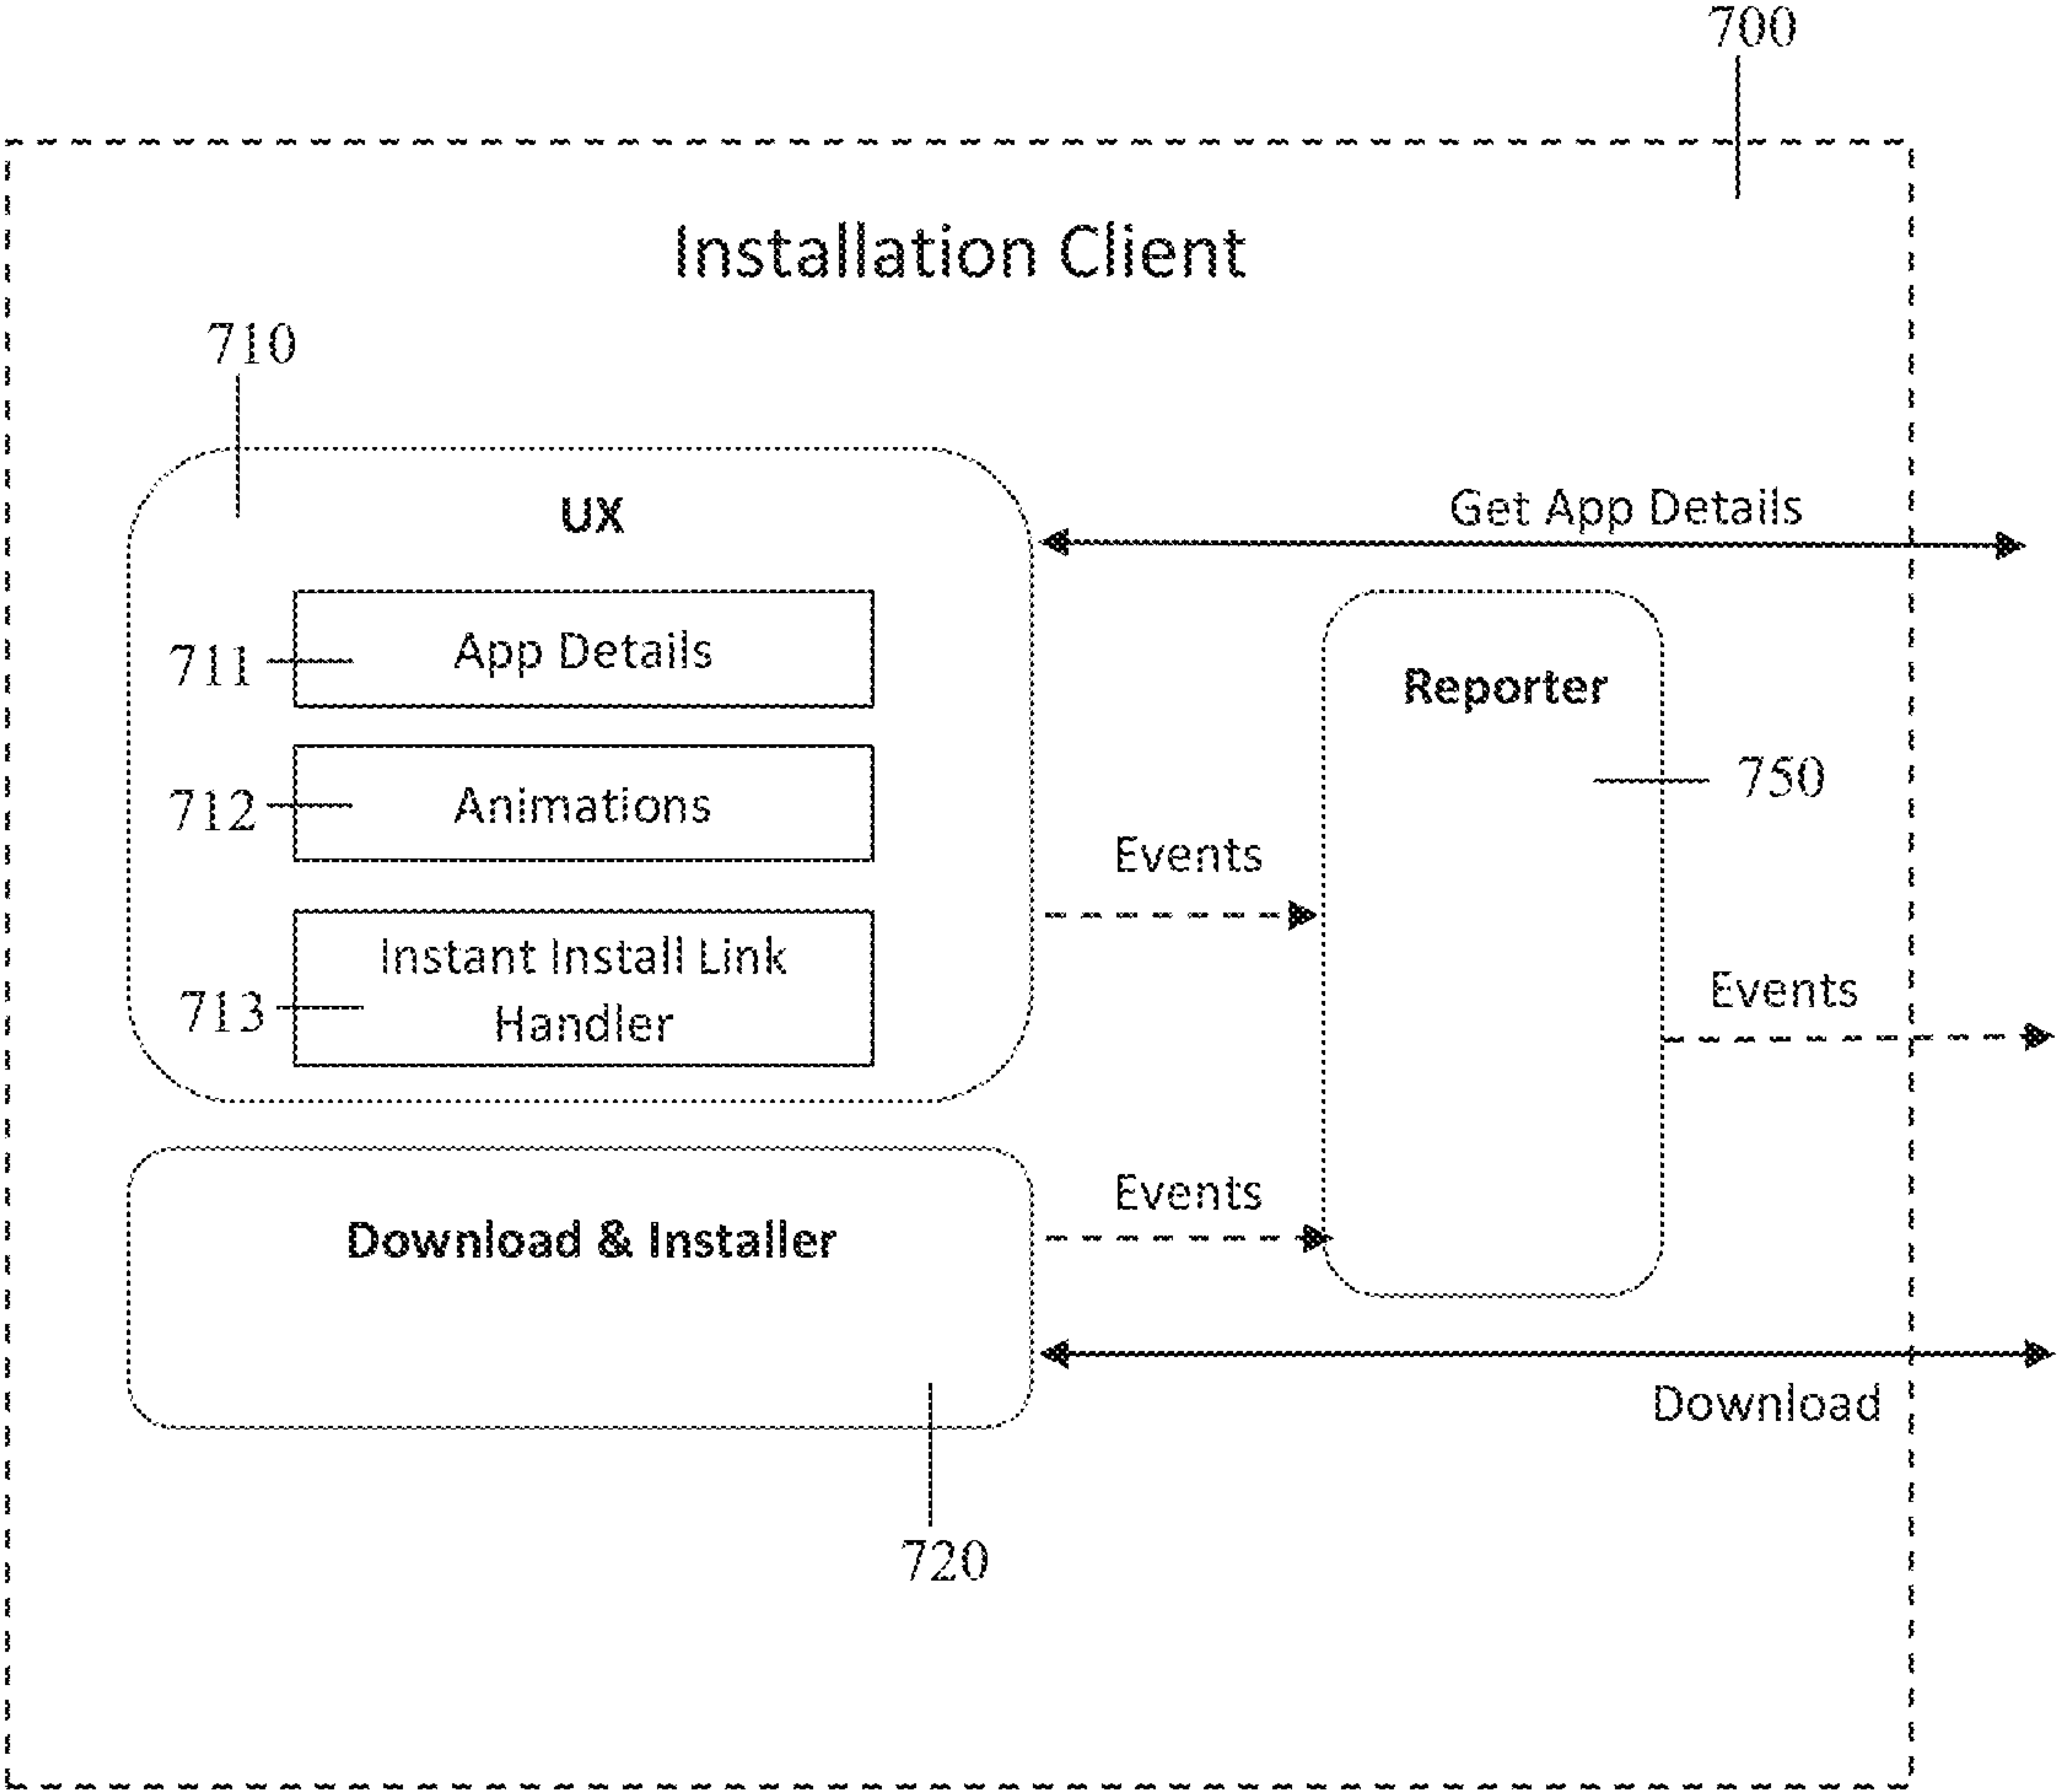 700
Installation Client
710
UX
Get App Details
711
App Details
Reporter
712
Animations
750
Events
713
Instant Install Link
Handler
Events
Events
Download & Installer
Download
720